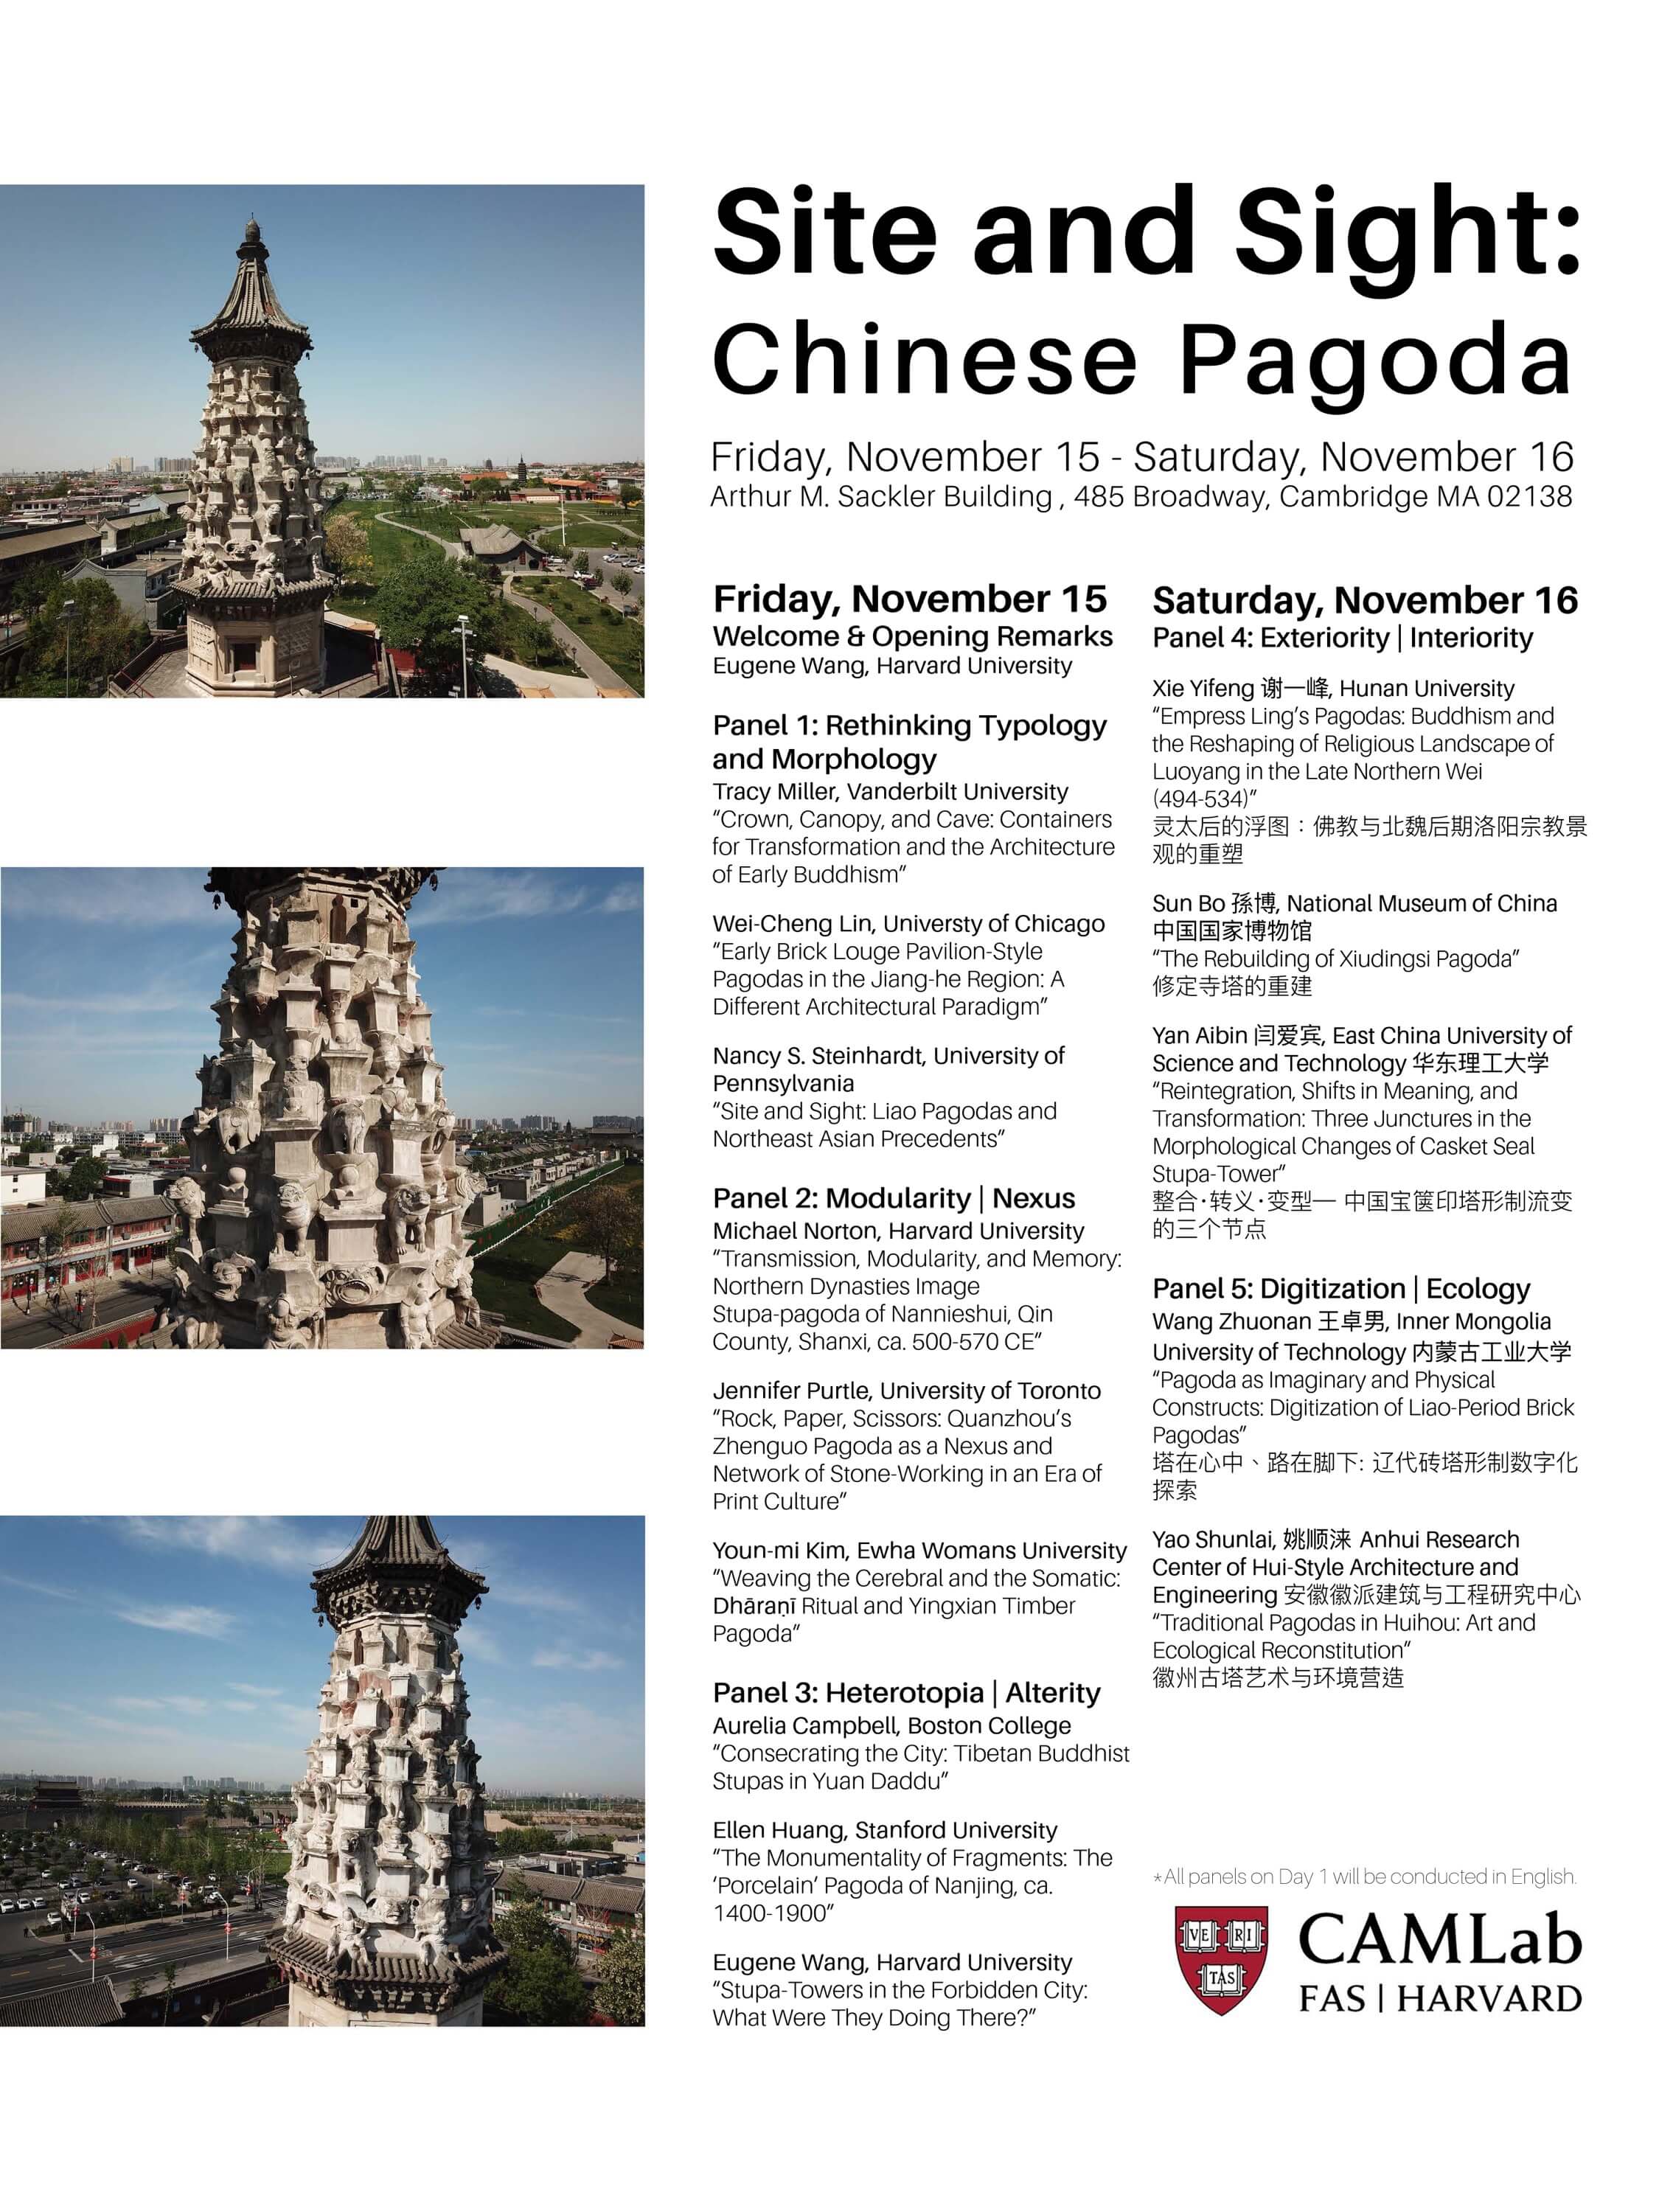 Site and Sight:
Chinese Pagoda
Friday, November 15 - Saturday, November 16
Arthur M. Sackler Building , 485 Broadway, Cambridge MA 02138
Friday, November 15
Welcome & Opening Remarks
Eugene Wang, Harvard University
Panel 1: Rethinking Typology
and Morphology
Tracy Miller, Vanderbilt University
“Crown, Canopy, and Cave: Containers
for Transformation and the Architecture
of Early Buddhism”
Wei-Cheng Lin, Universty of Chicago
“Early Brick Louge Pavilion-Style
Pagodas in the Jiang-he Region: A
Different Architectural Paradigm”
Nancy S. Steinhardt, University of
Pennsylvania
“Site and Sight: Liao Pagodas and
Northeast Asian Precedents”
Panel 2: Modularity | Nexus
Michael Norton, Harvard University
“Transmission, Modularity, and Memory:
Northern Dynasties Image
Stupa-pagoda of Nannieshui, Qin
County, Shanxi, ca. 500-570 CE”
Jennifer Purtle, University of Toronto
“Rock, Paper, Scissors: Quanzhou’s
Zhenguo Pagoda as a Nexus and
Network of Stone-Working in an Era of
Print Culture”
Youn-mi Kim, Ewha Womans University
“Weaving the Cerebral and the Somatic:
Dhāraṇī Ritual and Yingxian Timber
Pagoda”
Panel 3: Heterotopia | Alterity
Aurelia Campbell, Boston College
“Consecrating the City: Tibetan Buddhist
Stupas in Yuan Daddu”
Ellen Huang, Stanford University
“The Monumentality of Fragments: The
‘Porcelain’ Pagoda of Nanjing, ca.
1400-1900”
Eugene Wang, Harvard University
“Stupa-Towers in the Forbidden City:
What Were They Doing There?”
Saturday, November 16
Panel 4: Exteriority | Interiority
Xie Yifeng 谢一峰, Hunan University
“Empress Ling’s Pagodas: Buddhism and
the Reshaping of Religious Landscape of
Luoyang in the Late Northern Wei
(494-534)”
灵太后的浮图：佛教与北魏后期洛阳宗教景
观的重塑
Sun Bo 孫博, National Museum of China
中国国家博物馆
“The Rebuilding of Xiudingsi Pagoda”
修定寺塔的重建
Yan Aibin 闫爱宾, East China University of
Science and Technology 华东理工大学
“Reintegration, Shifts in Meaning, and
Transformation: Three Junctures in the
Morphological Changes of Casket Seal
Stupa-Tower”
整合·转义·变型— 中国宝箧印塔形制流变
的三个节点
Panel 5: Digitization | Ecology
Wang Zhuonan 王卓男, Inner Mongolia
University of Technology 内蒙古工业大学
“Pagoda as Imaginary and Physical
Constructs: Digitization of Liao-Period Brick
Pagodas”
塔在心中、路在脚下: 辽代砖塔形制数字化
探索
Yao Shunlai, 姚顺涞 Anhui Research
Center of Hui-Style Architecture and
Engineering 安徽徽派建筑与工程研究中心
“Traditional Pagodas in Huihou: Art and
Ecological Reconstitution”
徽州古塔艺术与环境营造
*All panels on Day 1 will be conducted in English.
VE RI
TAS
CAMLab
FAS | HARVARD